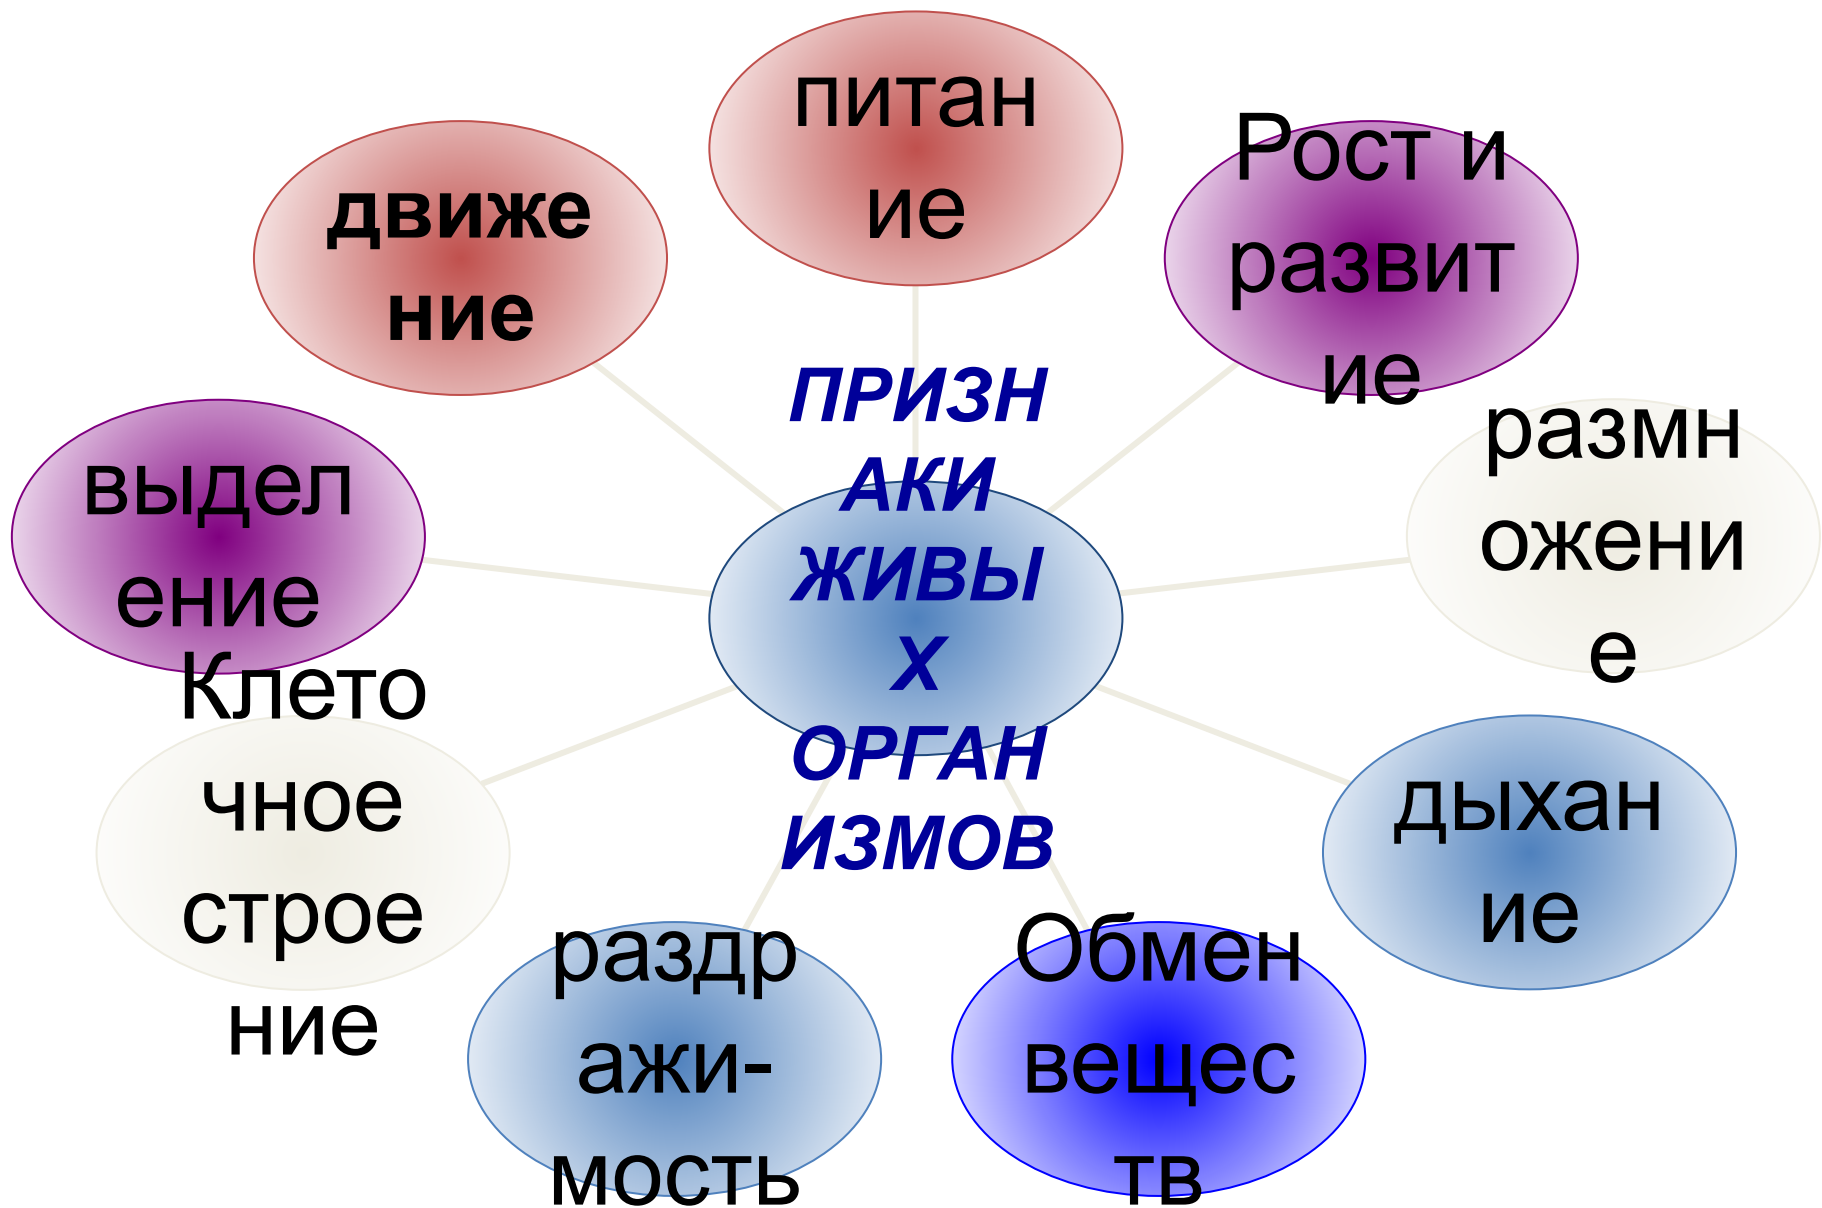 питан
ие
Рост и
развит
ие
размн
ожени
е
дыхан
ие
Обмен
вещес
тв
раздр
ажи-
мость
Клето
чное
строе
ние
выдел
ение
движе
ние
ПРИЗН
АКИ
ЖИВЫ
Х
ОРГАН
ИЗМОВ